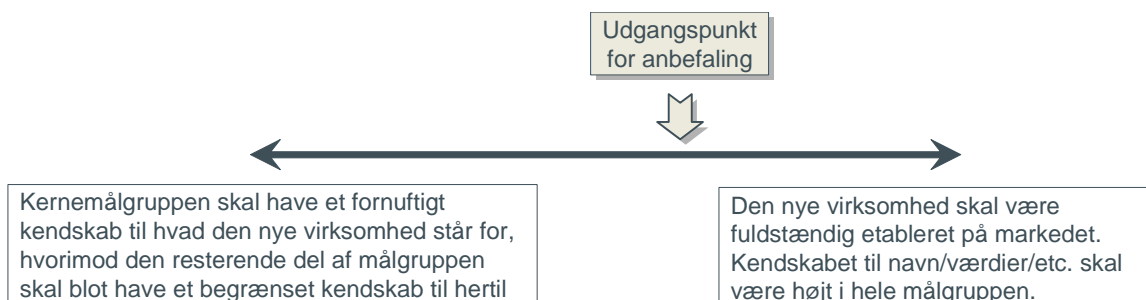 Udgangspunkt
for anbefaling
Kernemålgruppen skal have et fornuftigt
kendskab til hvad den nye virksomhed står for,
hvorimod den resterende del af målgruppen
skal blot have et begrænset kendskab til hertil
Den nye virksomhed skal være
fuldstændig etableret på markedet.
Kendskabet til navn/værdier/etc. skal
være højt i hele målgruppen.